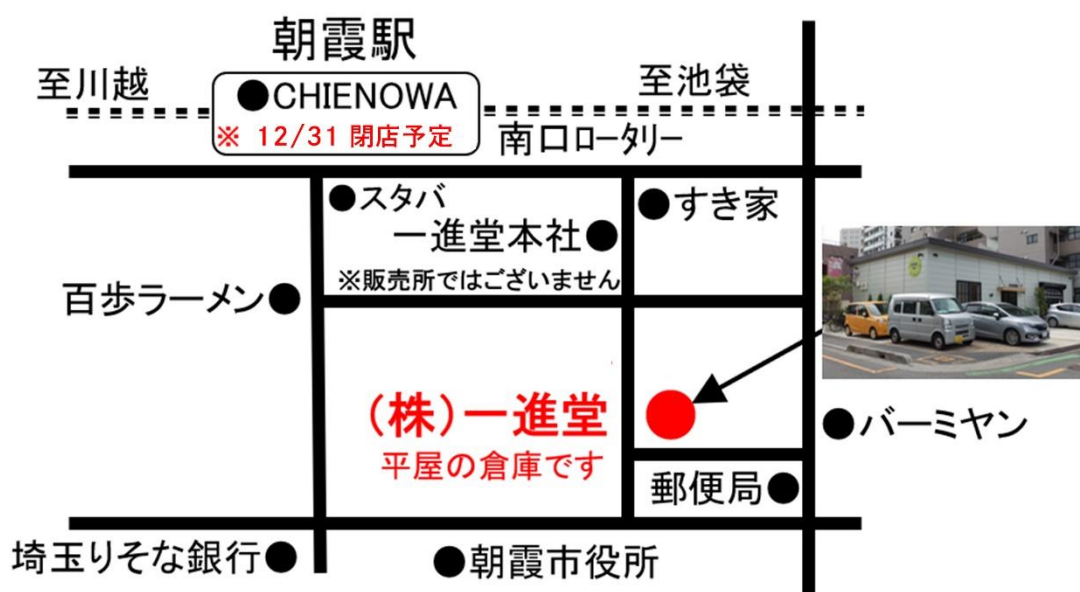 朝霞駅
至川越
至池袋
●CHIENOWA
※ 12/31 閉店予定
南口ロータリー
●スタバ
●すき家
一進堂本社●
※販売所ではございません
百歩ラーメン●
(株)一進堂
平屋の倉庫です
●バーミヤン
郵便局●
埼玉りそな銀行●
●朝霞市役所